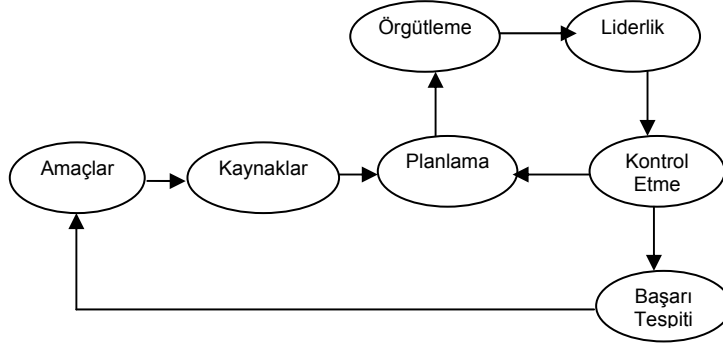 Örgütleme
Liderlik
Amaçlar
Kaynaklar
Planlama
Kontrol
Etme
Başarı
Tespiti